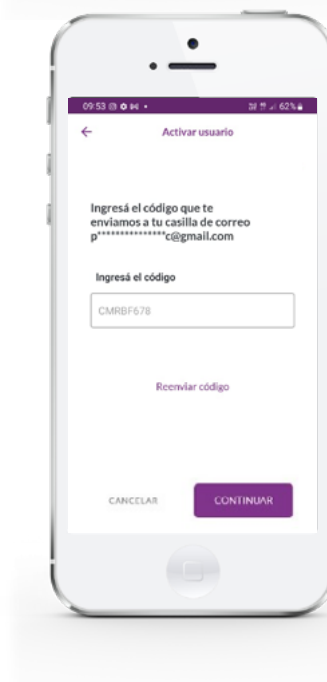 09:53
62%
Activar usuario
Ingresá el código que te
enviamos a tu casilla de correo
p***************c@gmail.com
Ingresá el código
CMRBF678
Reenviar código
CANCELAR
CONTINUAR